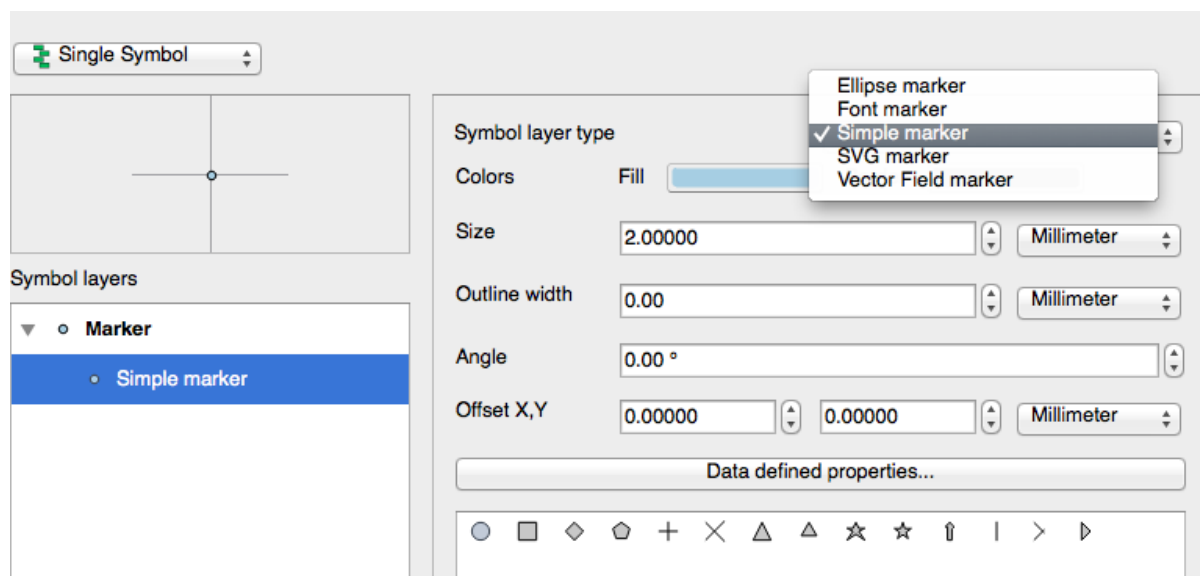 Single Symbol
Symbol layers
Marker
Simple marker
Ellipse marker
Font marker
Symbol layer type
✓ Simple marker
SVG marker
Colors Fill
Vector Field marker
Size 2.00000 Millimeter
Outline width 0.00 Millimeter
Angle 0.00 °
Offset X,Y 0.00000 0.00000 Millimeter
Data defined properties...